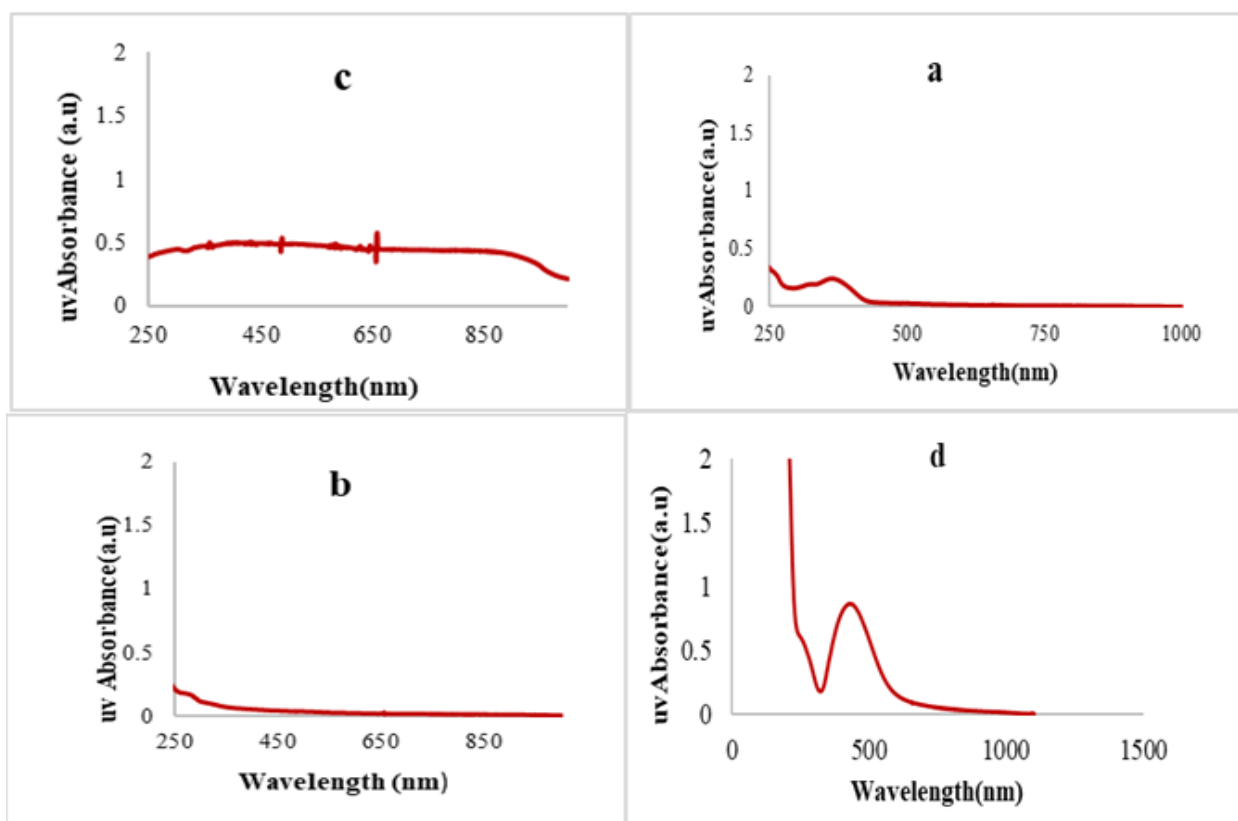 c
uvAbsorbance (a.u)
2
1.5
1
0.5
0
250 450 650 850
Wavelength(nm)
a
uvAbsorbance(a.u)
2
1.5
1
0.5
0
250 500 750 1000
Wavelength(nm)
b
uv Absorbance(a.u)
2
1.5
1
0.5
0
250 450 650 850
Wavelength (nm)
d
uvAbsorbance(a.u)
2
1.5
1
0.5
0
0 500 1000 1500
Wavelength(nm)